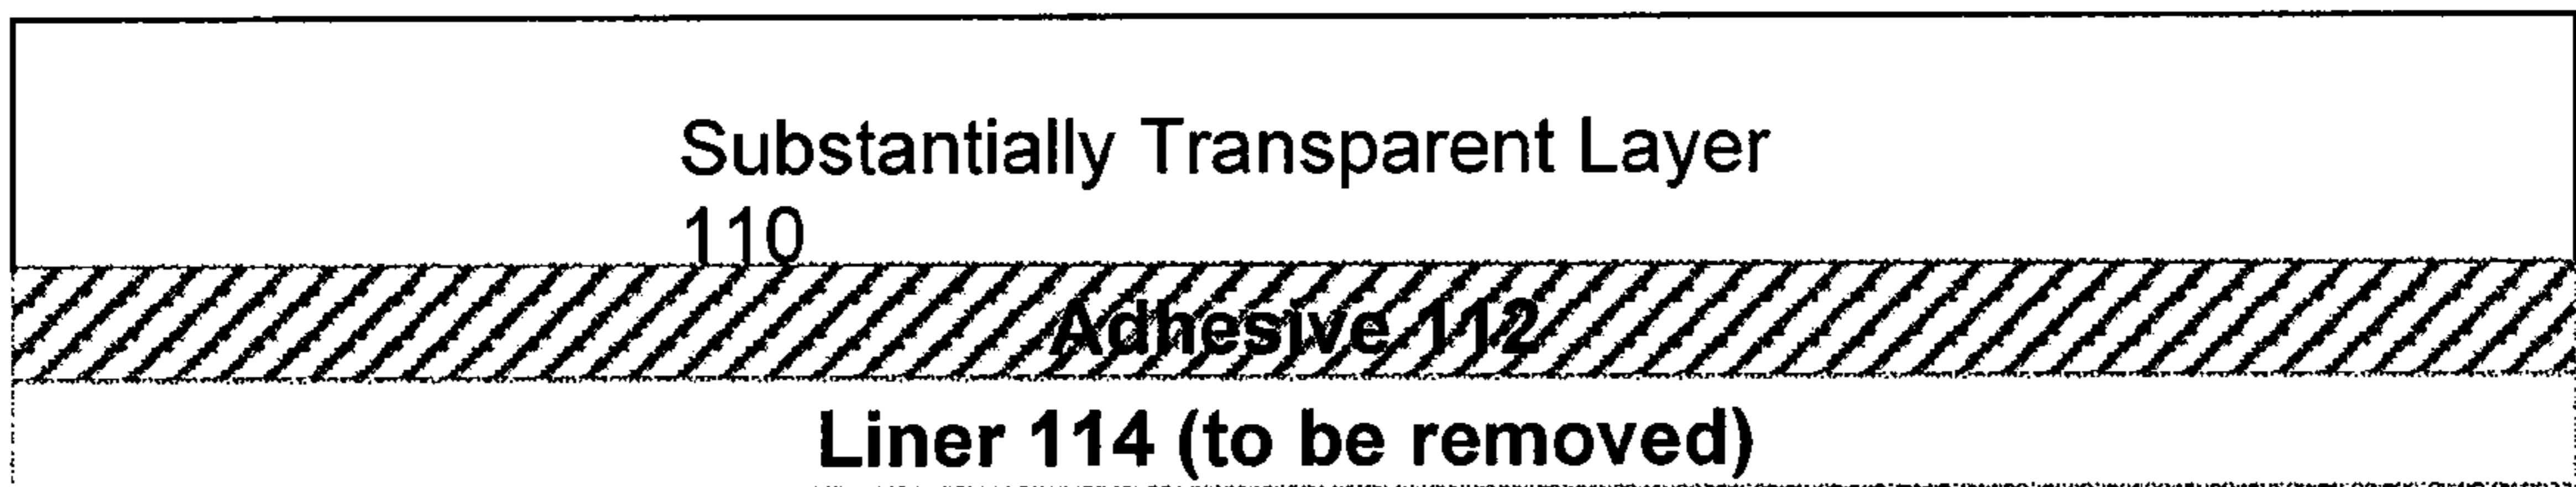 Substantially Transparent Layer
110
Adhesive 112
Liner 114 (to be removed)